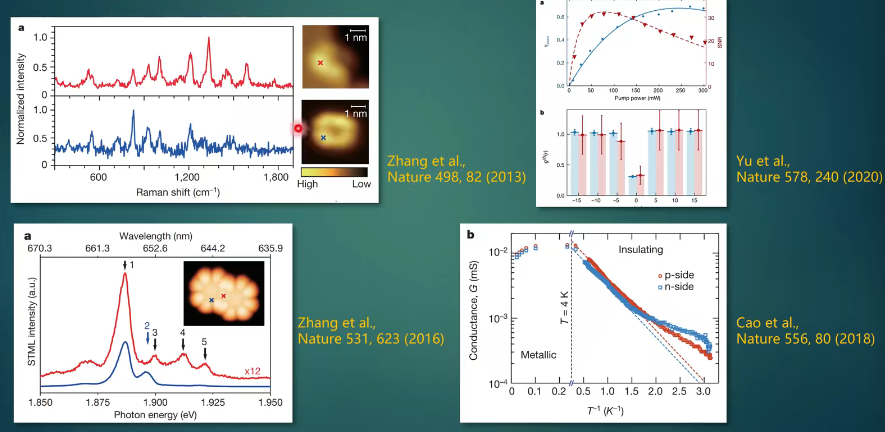 a
1.0
0.5
0
1.0
0.5
0
Normalized intensity
600
1,200
1,800
Raman shift (cm⁻¹)
1 nm
1 nm
High
Low
Zhang et al.,
Nature 498, 82 (2013)
a
0.6
0.4
0.2
0.0
30
20
10
0
SNR
0
50
100
150
200
250
300
Pump power (mW)
b
1.0
0.5
0.0
-15
-10
-5
0
5
10
15
Yu et al.,
Nature 578, 240 (2020)
a
Wavelength (nm)
670.3
661.3
652.6
644.2
635.9
STML intensity (a.u.)
1
2
3
4
5
x12
1.850
1.875
1.900
1.925
1.950
Photon energy (eV)
Zhang et al.,
Nature 531, 623 (2016)
b
10⁻²
10⁻³
10⁻⁴
Conductance, G (mS)
Insulating
p-side
n-side
T = 4 K
Metallic
0
0.1
0.2
0.5
1.0
1.5
2.0
2.5
3.0
T⁻¹ (K⁻¹)
Cao et al.,
Nature 556, 80 (2018)